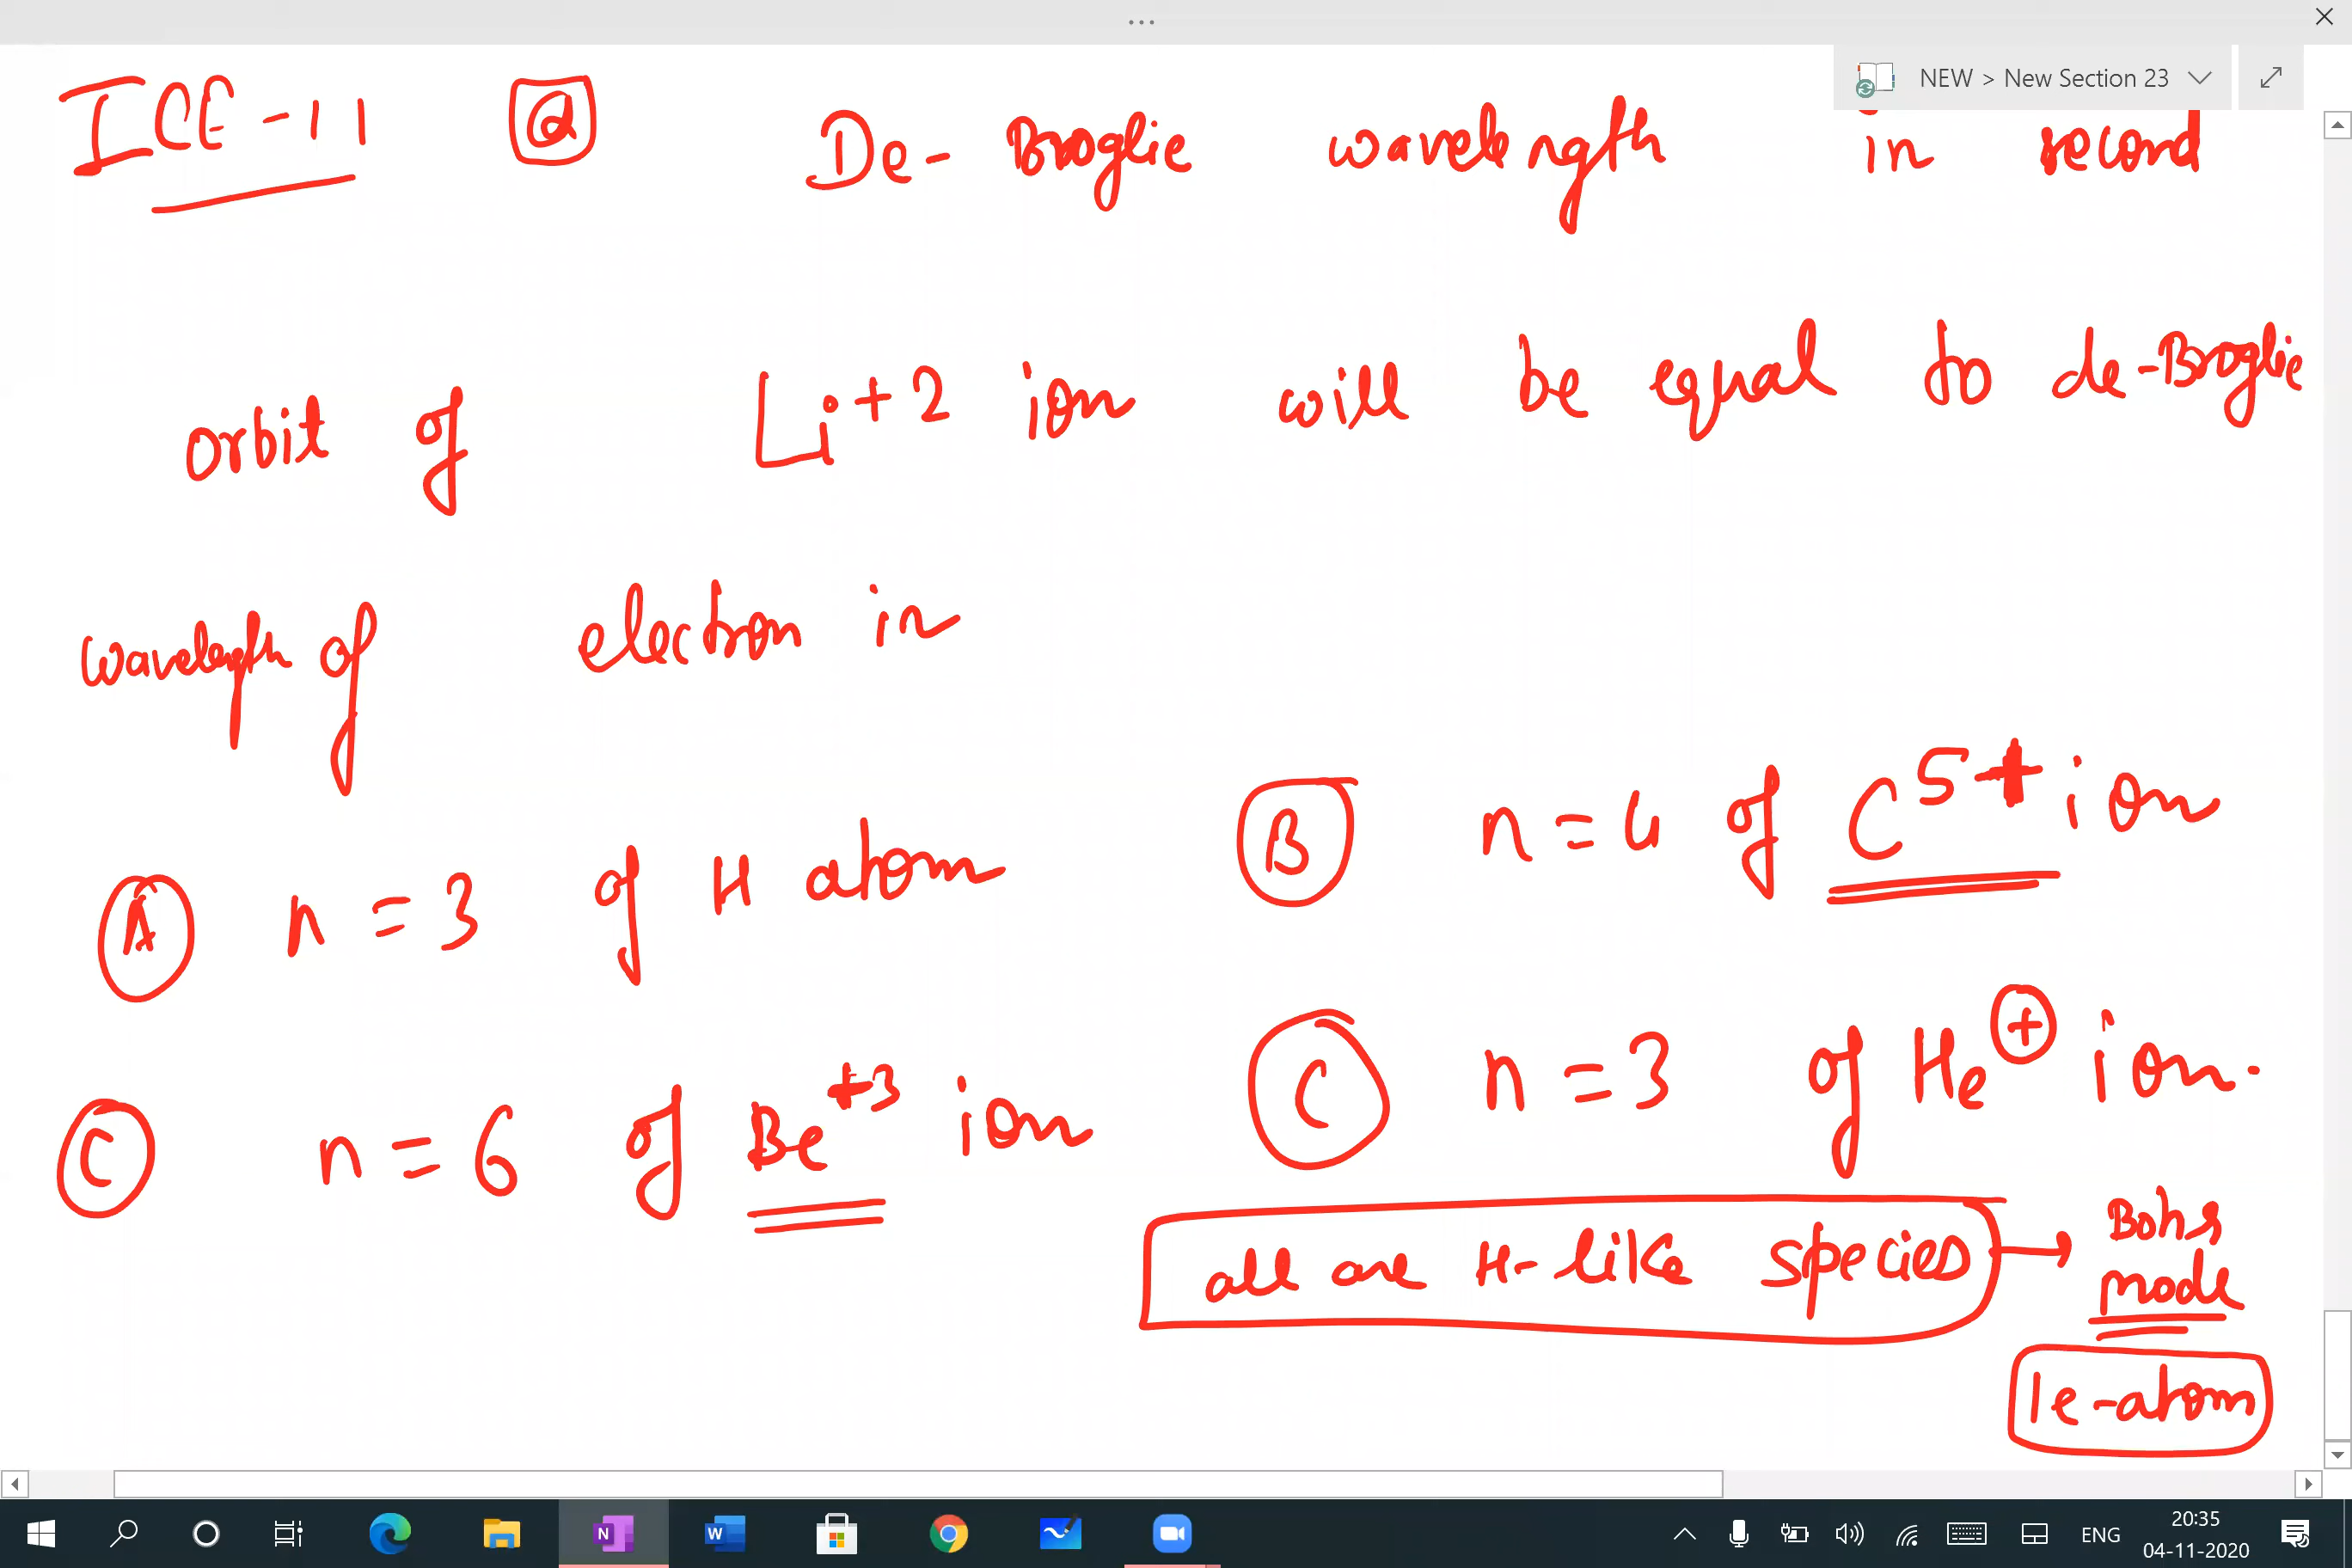 NEW > New Section 23
ICE-11 Q De-Broglie wavelength in second
orbit of Li+2 ion will be equal to de-Broglie
wavelength of electron in
A n = 3 of H atom
B n = 4 of C5+ ion
C n = 6 of Be+3 ion
C n = 3 of He+ ion.
all are H-like species → Bohs
mode
1e-atom
ENG
20:35
04-11-2020